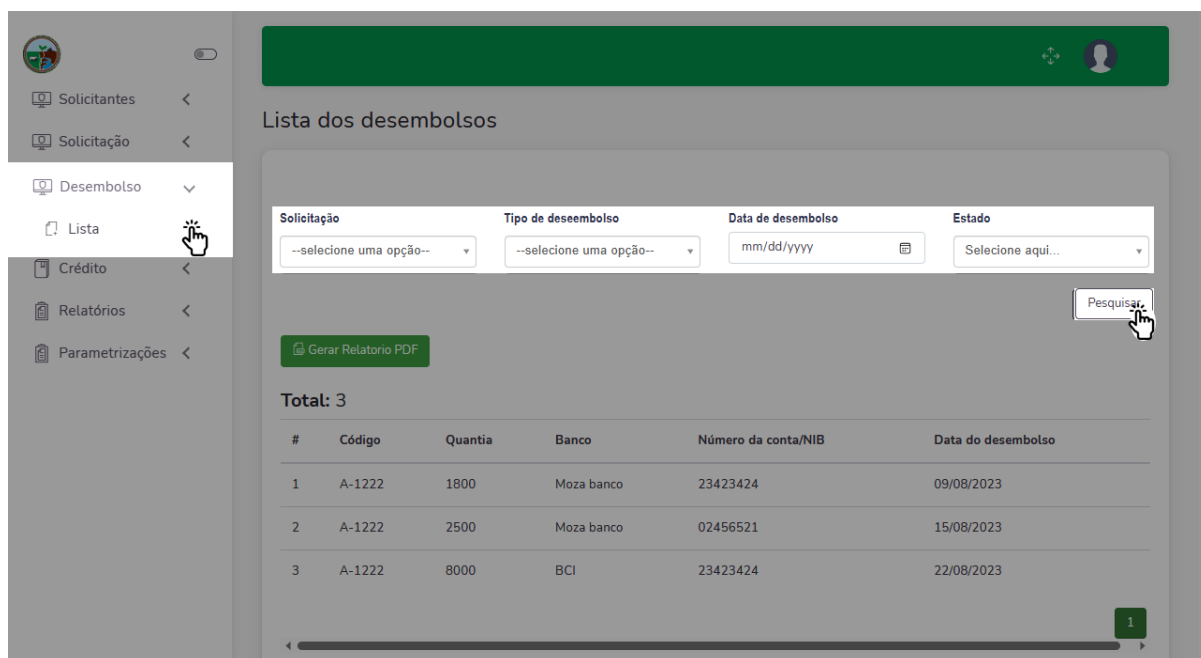 Solicitantes
Solicitação
Desembolso
Lista
Crédito
Relatórios
Parametrizações
Lista dos desembolsos
Solicitação Tipo de deseembolso Data de desembolso Estado
--selecione uma opção-- --selecione uma opção-- mm/dd/yyyy Selecione aqui...
Pesquisar
Gerar Relatorio PDF
Total: 3
# Código Quantia Banco Número da conta/NIB Data do desembolso
1 A-1222 1800 Moza banco 23423424 09/08/2023
2 A-1222 2500 Moza banco 02456521 15/08/2023
3 A-1222 8000 BCI 23423424 22/08/2023
1